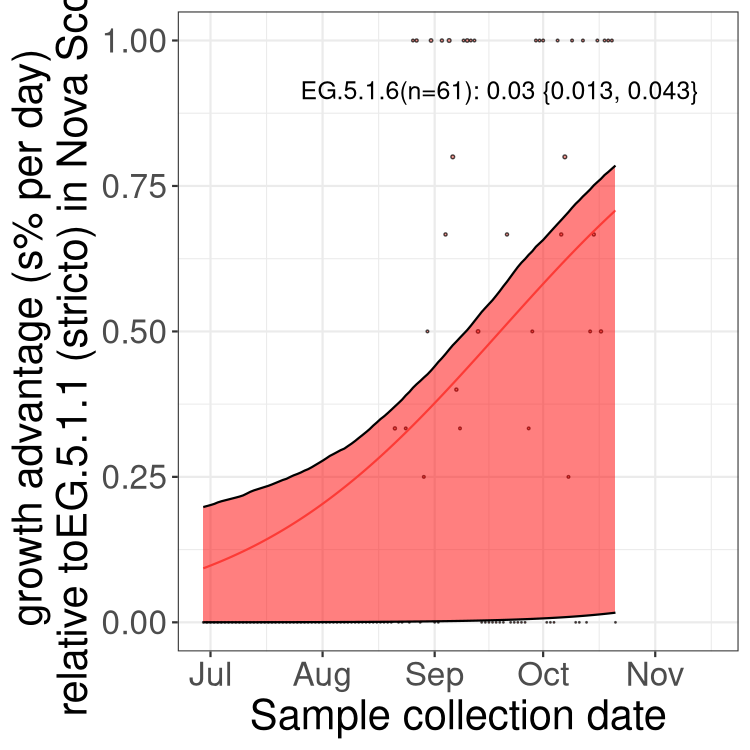 growth advantage (s% per day)
relative toEG.5.1.1 (stricto) in Nova Sco
1.00
0.75
0.50
0.25
0.00
EG.5.1.6(n=61): 0.03 {0.013, 0.043}
Jul Aug Sep Oct Nov
Sample collection date